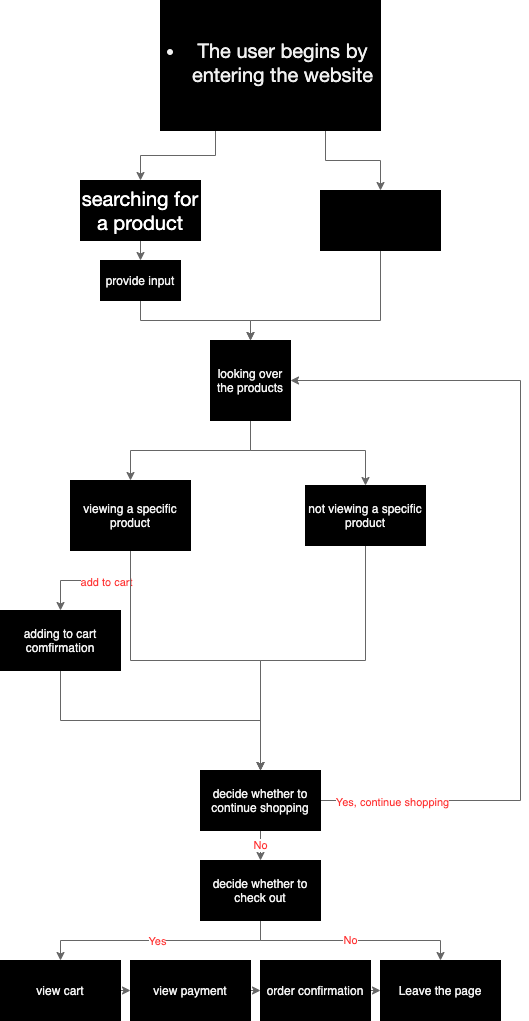 • The user begins by
entering the website
searching for
a product
provide input
looking over
the products
viewing a specific
product
not viewing a specific
product
add to cart
adding to cart
comfirmation
decide whether to
continue shopping
Yes, continue shopping
No
decide whether to
check out
Yes
No
view cart
view payment
order confirmation
Leave the page